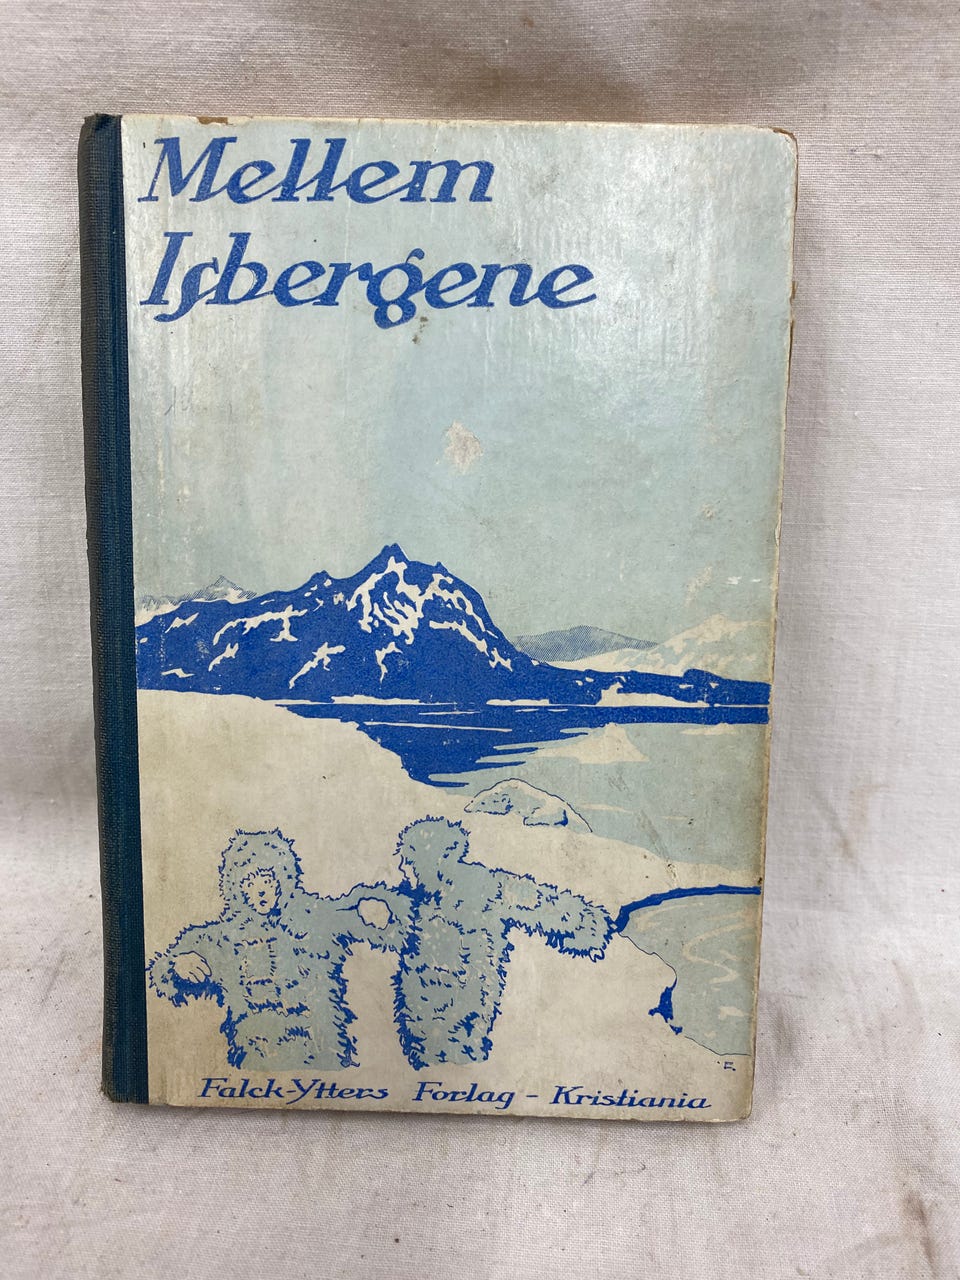 Mellem
Isbergene
F.
Falck-Ytters Forlag - Kristiania